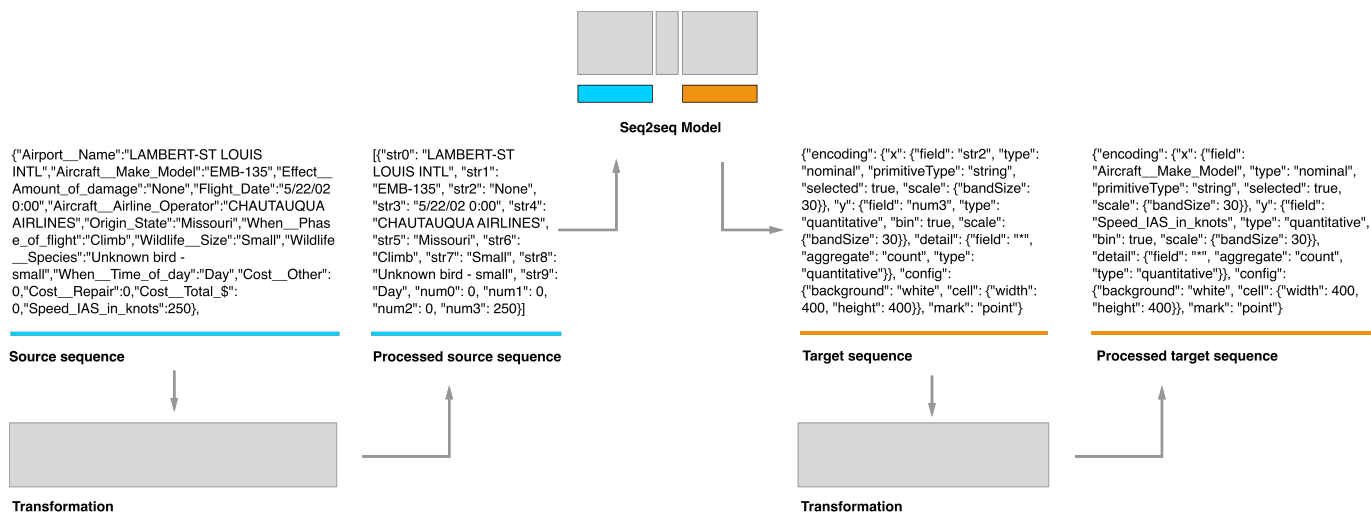 Seq2seq Model
{"Airport__Name":"LAMBERT-ST LOUIS
INTL","Aircraft__Make_Model":"EMB-135","Effect__
Amount_of_damage":"None","Flight_Date":"5/22/02
0:00","Aircraft__Airline_Operator":"CHAUTAUQUA
AIRLINES","Origin_State":"Missouri","When__Phas
e_of_flight":"Climb","Wildlife__Size":"Small","Wildlife
__Species":"Unknown bird -
small","When__Time_of_day":"Day","Cost__Other":
0,"Cost__Repair":0,"Cost__Total_$":
0,"Speed_IAS_in_knots":250},
Source sequence
Transformation
[{"str0": "LAMBERT-ST
LOUIS INTL", "str1":
"EMB-135", "str2": "None",
"str3": "5/22/02 0:00", "str4":
"CHAUTAUQUA AIRLINES",
"str5": "Missouri", "str6":
"Climb", "str7": "Small", "str8":
"Unknown bird - small", "str9":
"Day", "num0": 0, "num1": 0,
"num2": 0, "num3": 250}]
Processed source sequence
{"encoding": {"x": {"field": "str2", "type":
"nominal", "primitiveType": "string",
"selected": true, "scale": {"bandSize":
30}}, "y": {"field": "num3", "type":
"quantitative", "bin": true, "scale":
{"bandSize": 30}}, "detail": {"field": "*",
"aggregate": "count", "type":
"quantitative"}}, "config":
{"background": "white", "cell": {"width":
400, "height": 400}}, "mark": "point"}
Target sequence
Transformation
{"encoding": {"x": {"field":
"Aircraft__Make_Model", "type": "nominal",
"primitiveType": "string", "selected": true,
"scale": {"bandSize": 30}}, "y": {"field":
"Speed_IAS_in_knots", "type": "quantitative",
"bin": true, "scale": {"bandSize": 30}},
"detail": {"field": "*", "aggregate": "count",
"type": "quantitative"}}, "config":
{"background": "white", "cell": {"width": 400,
"height": 400}}, "mark": "point"}
Processed target sequence